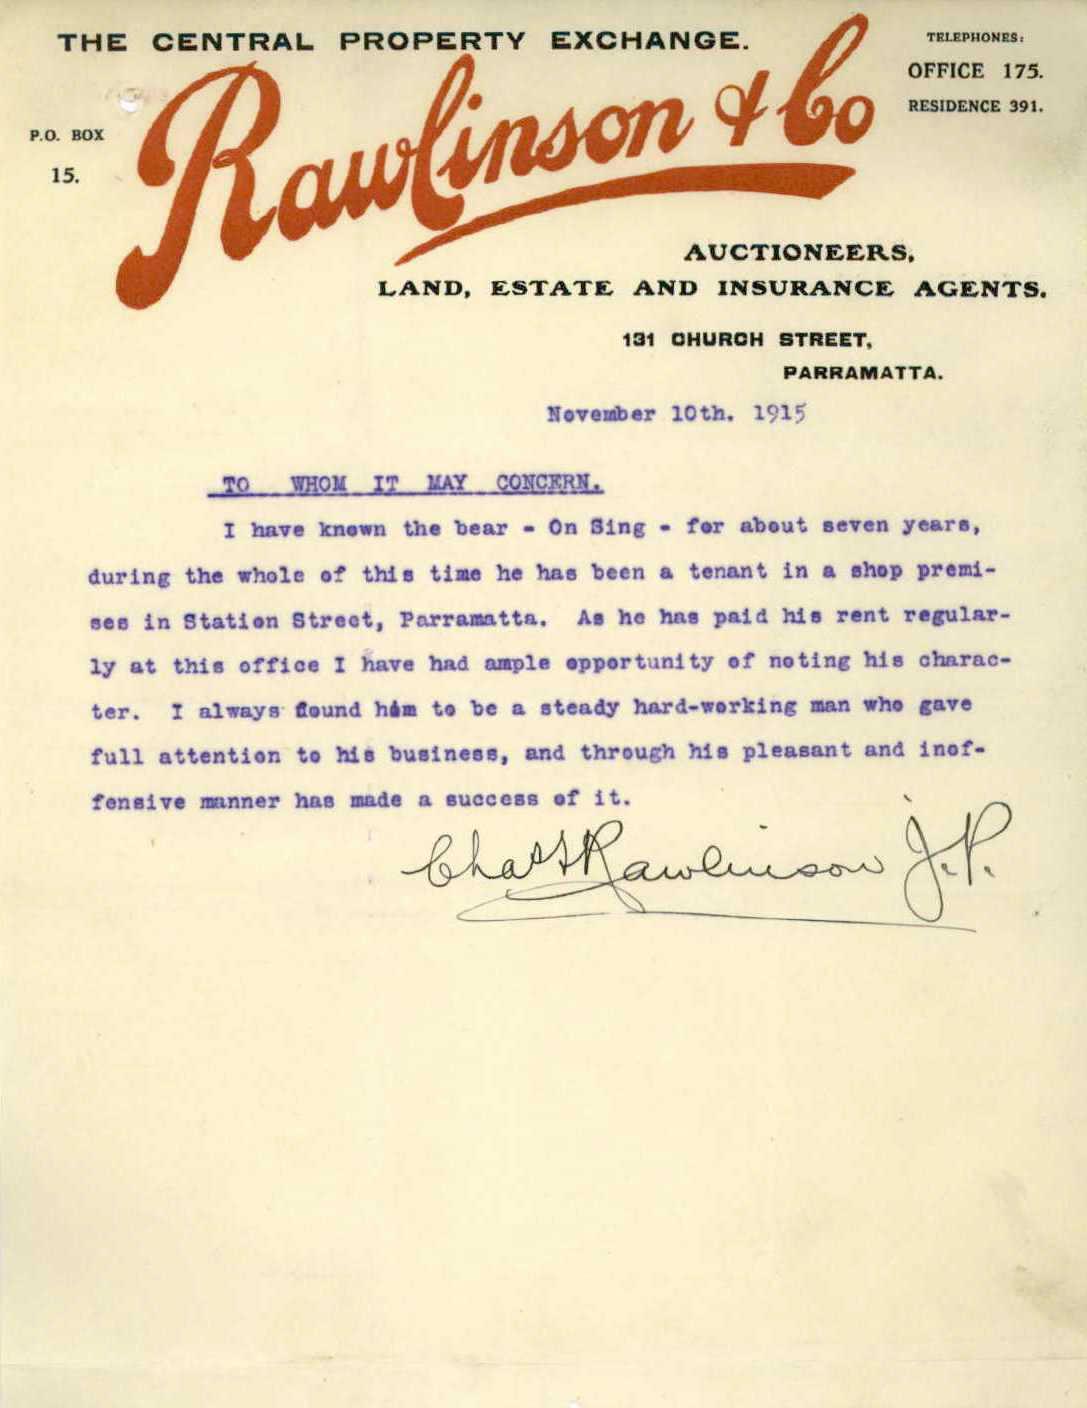 THE CENTRAL PROPERTY EXCHANGE.
TELEPHONES:
OFFICE 175.
RESIDENCE 391.
P.O. BOX
15.
Rawlinson & Co
AUCTIONEERS,
LAND, ESTATE AND INSURANCE AGENTS.
131 CHURCH STREET,
PARRAMATTA.
November 10th. 1915
TO WHOM IT MAY CONCERN.
I have known the bear - On Sing - for about seven years,
during the whole of this time he has been a tenant in a shop premi-
ses in Station Street, Parramatta. As he has paid his rent regular-
ly at this office I have had ample opportunity of noting his charac-
ter. I always found him to be a steady hard-working man who gave
full attention to his business, and through his pleasant and inof-
fensive manner has made a success of it.
Rawlinson J.P.